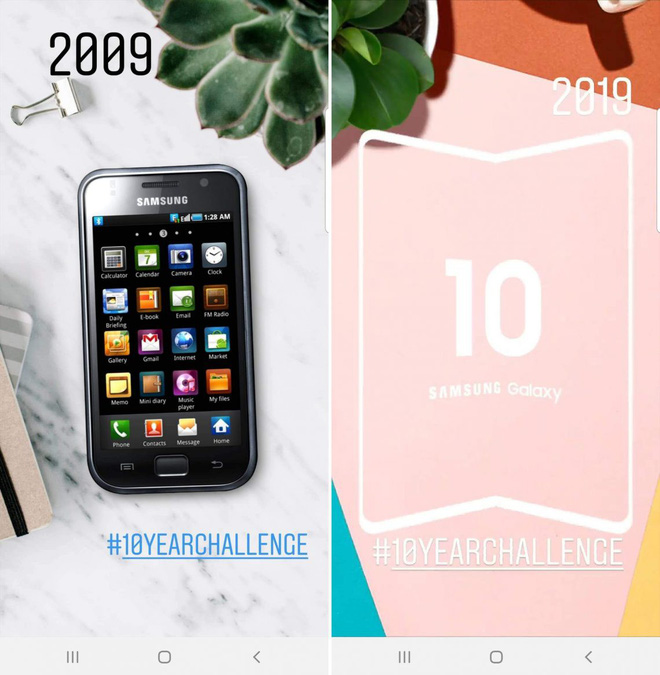 2009
SAMSUNG
1:28 AM
3
Calculator Calendar Camera Clock
Daily Briefing E-book Email FM Radio
Gallery Gmail Internet Market
Memo Mini diary Music player My files
Phone Contacts Message Home
#10YEARCHALLENGE
2019
10
SAMSUNG Galaxy
#10YEARCHALLENGE